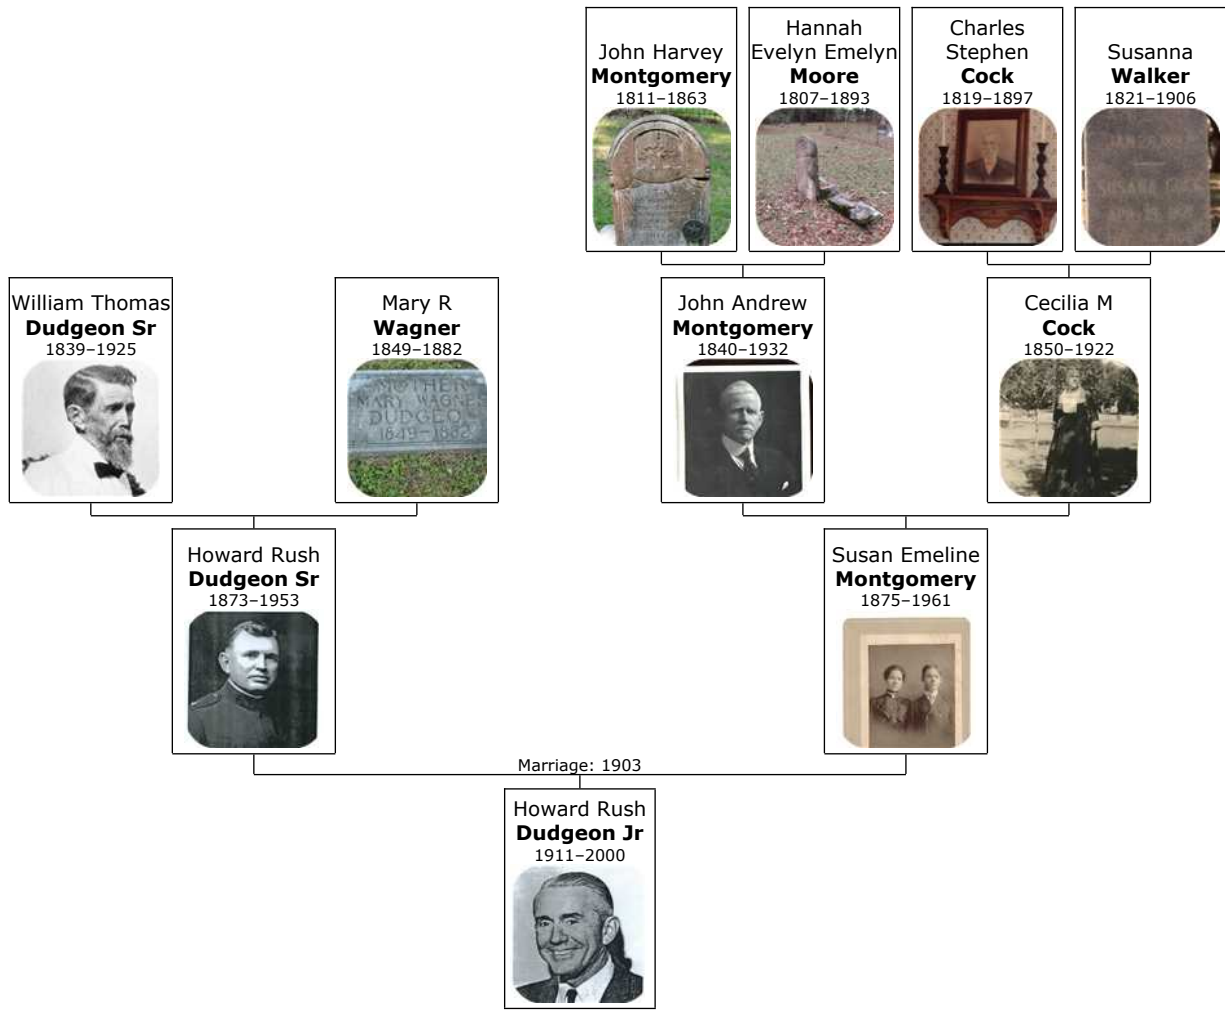 John Harvey
Montgomery
1811–1863
Hannah
Evelyn Emelyn
Moore
1807–1893
Charles
Stephen
Cock
1819–1897
Susanna
Walker
1821–1906
SUSANA COCK
William Thomas
Dudgeon Sr
1839–1925
Mary R
Wagner
1849–1882
MOTHER
MARY WAGNER
DUDGEON
1849–1882
John Andrew
Montgomery
1840–1932
Cecilia M
Cock
1850–1922
Howard Rush
Dudgeon Sr
1873–1953
Susan Emeline
Montgomery
1875–1961
Marriage: 1903
Howard Rush
Dudgeon Jr
1911–2000